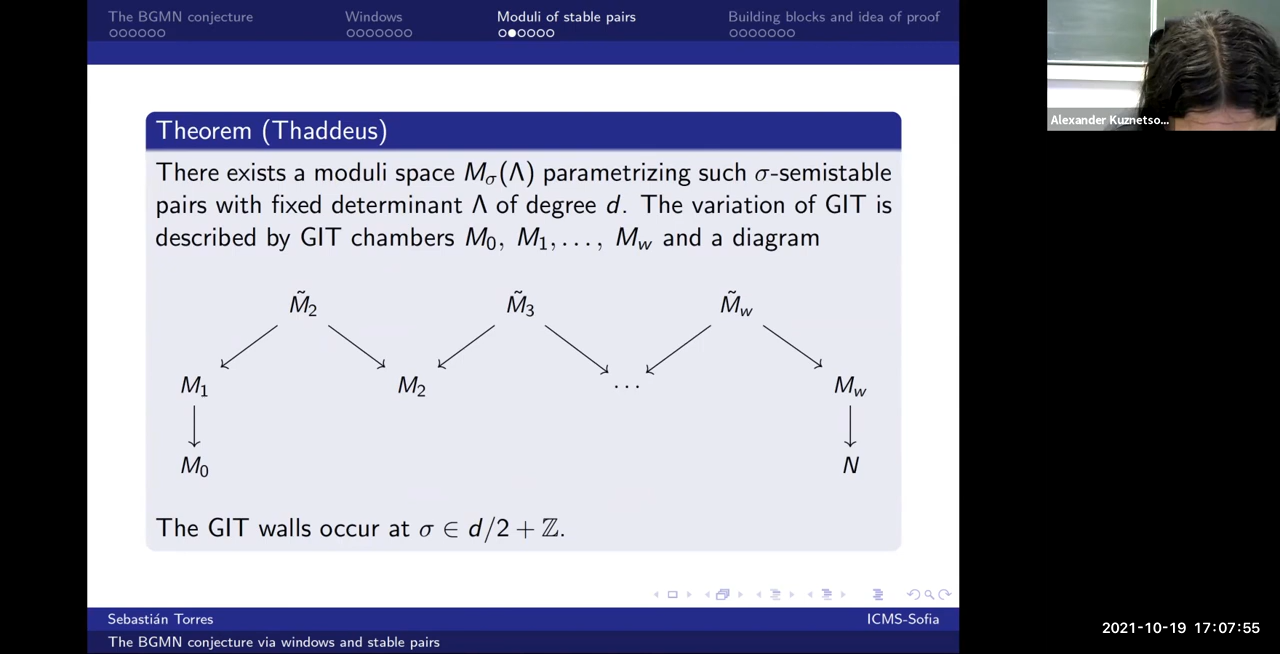 The BGMN conjecture
Windows
Moduli of stable pairs
Building blocks and idea of proof
Theorem (Thaddeus)
There exists a moduli space M_σ(Λ) parametrizing such σ-semistable
pairs with fixed determinant Λ of degree d. The variation of GIT is
described by GIT chambers M_0, M_1, ..., M_w and a diagram
M̃_2 M̃_3 M̃_w
M_1 M_2 ... M_w
M_0 N
The GIT walls occur at σ ∈ d/2 + ℤ.
Sebastián Torres
ICMS-Sofia
The BGMN conjecture via windows and stable pairs
Alexander Kuznetso...
2021-10-19 17:07:55